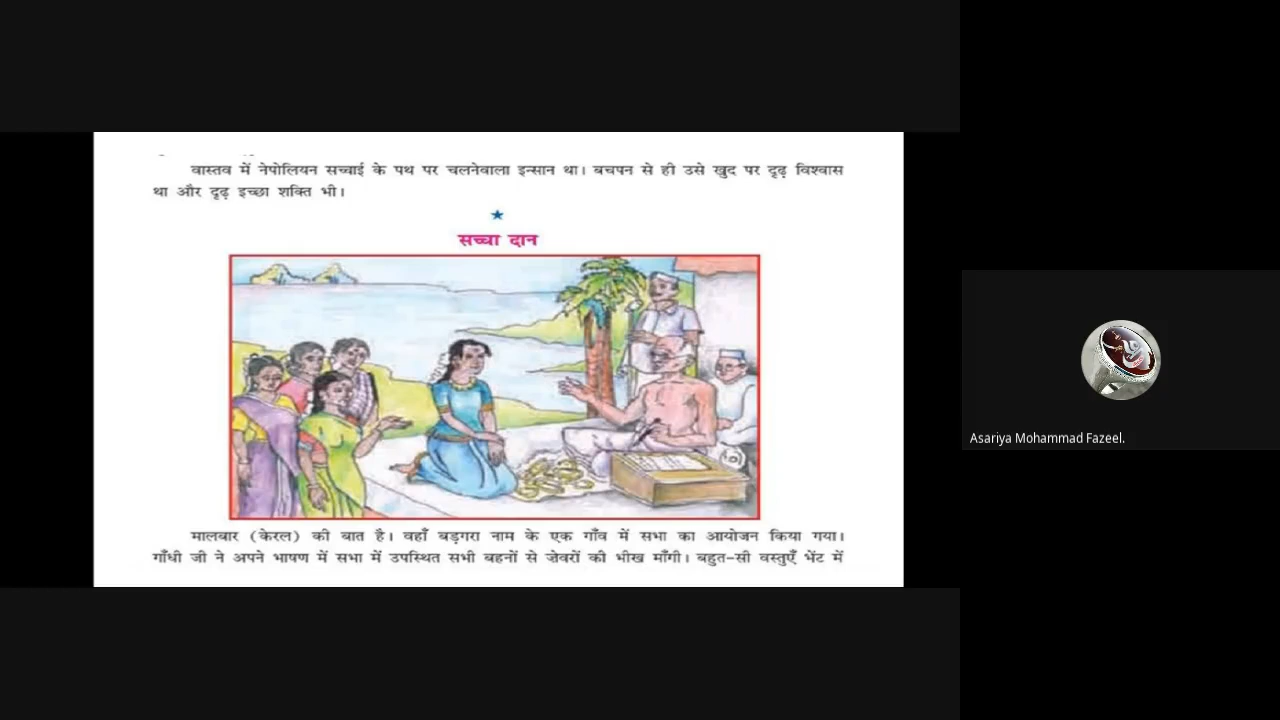 वास्तव में नेपोलियन सच्चाई के पथ पर चलनेवाला इन्सान था। बचपन से ही उसे खुद पर दृढ़ विश्वास
था और दृढ़ इच्छा शक्ति भी।
सच्चा दान
मालबार (केरल) की बात है। वहाँ बड़गरा नाम के एक गाँव में सभा का आयोजन किया गया।
गाँधी जी ने अपने भाषण में सभा में उपस्थित सभी बहनों से ज़ेवरों की भीख माँगी। बहुत-सी वस्तुएँ भेंट में
Asariya Mohammad Fazeel.